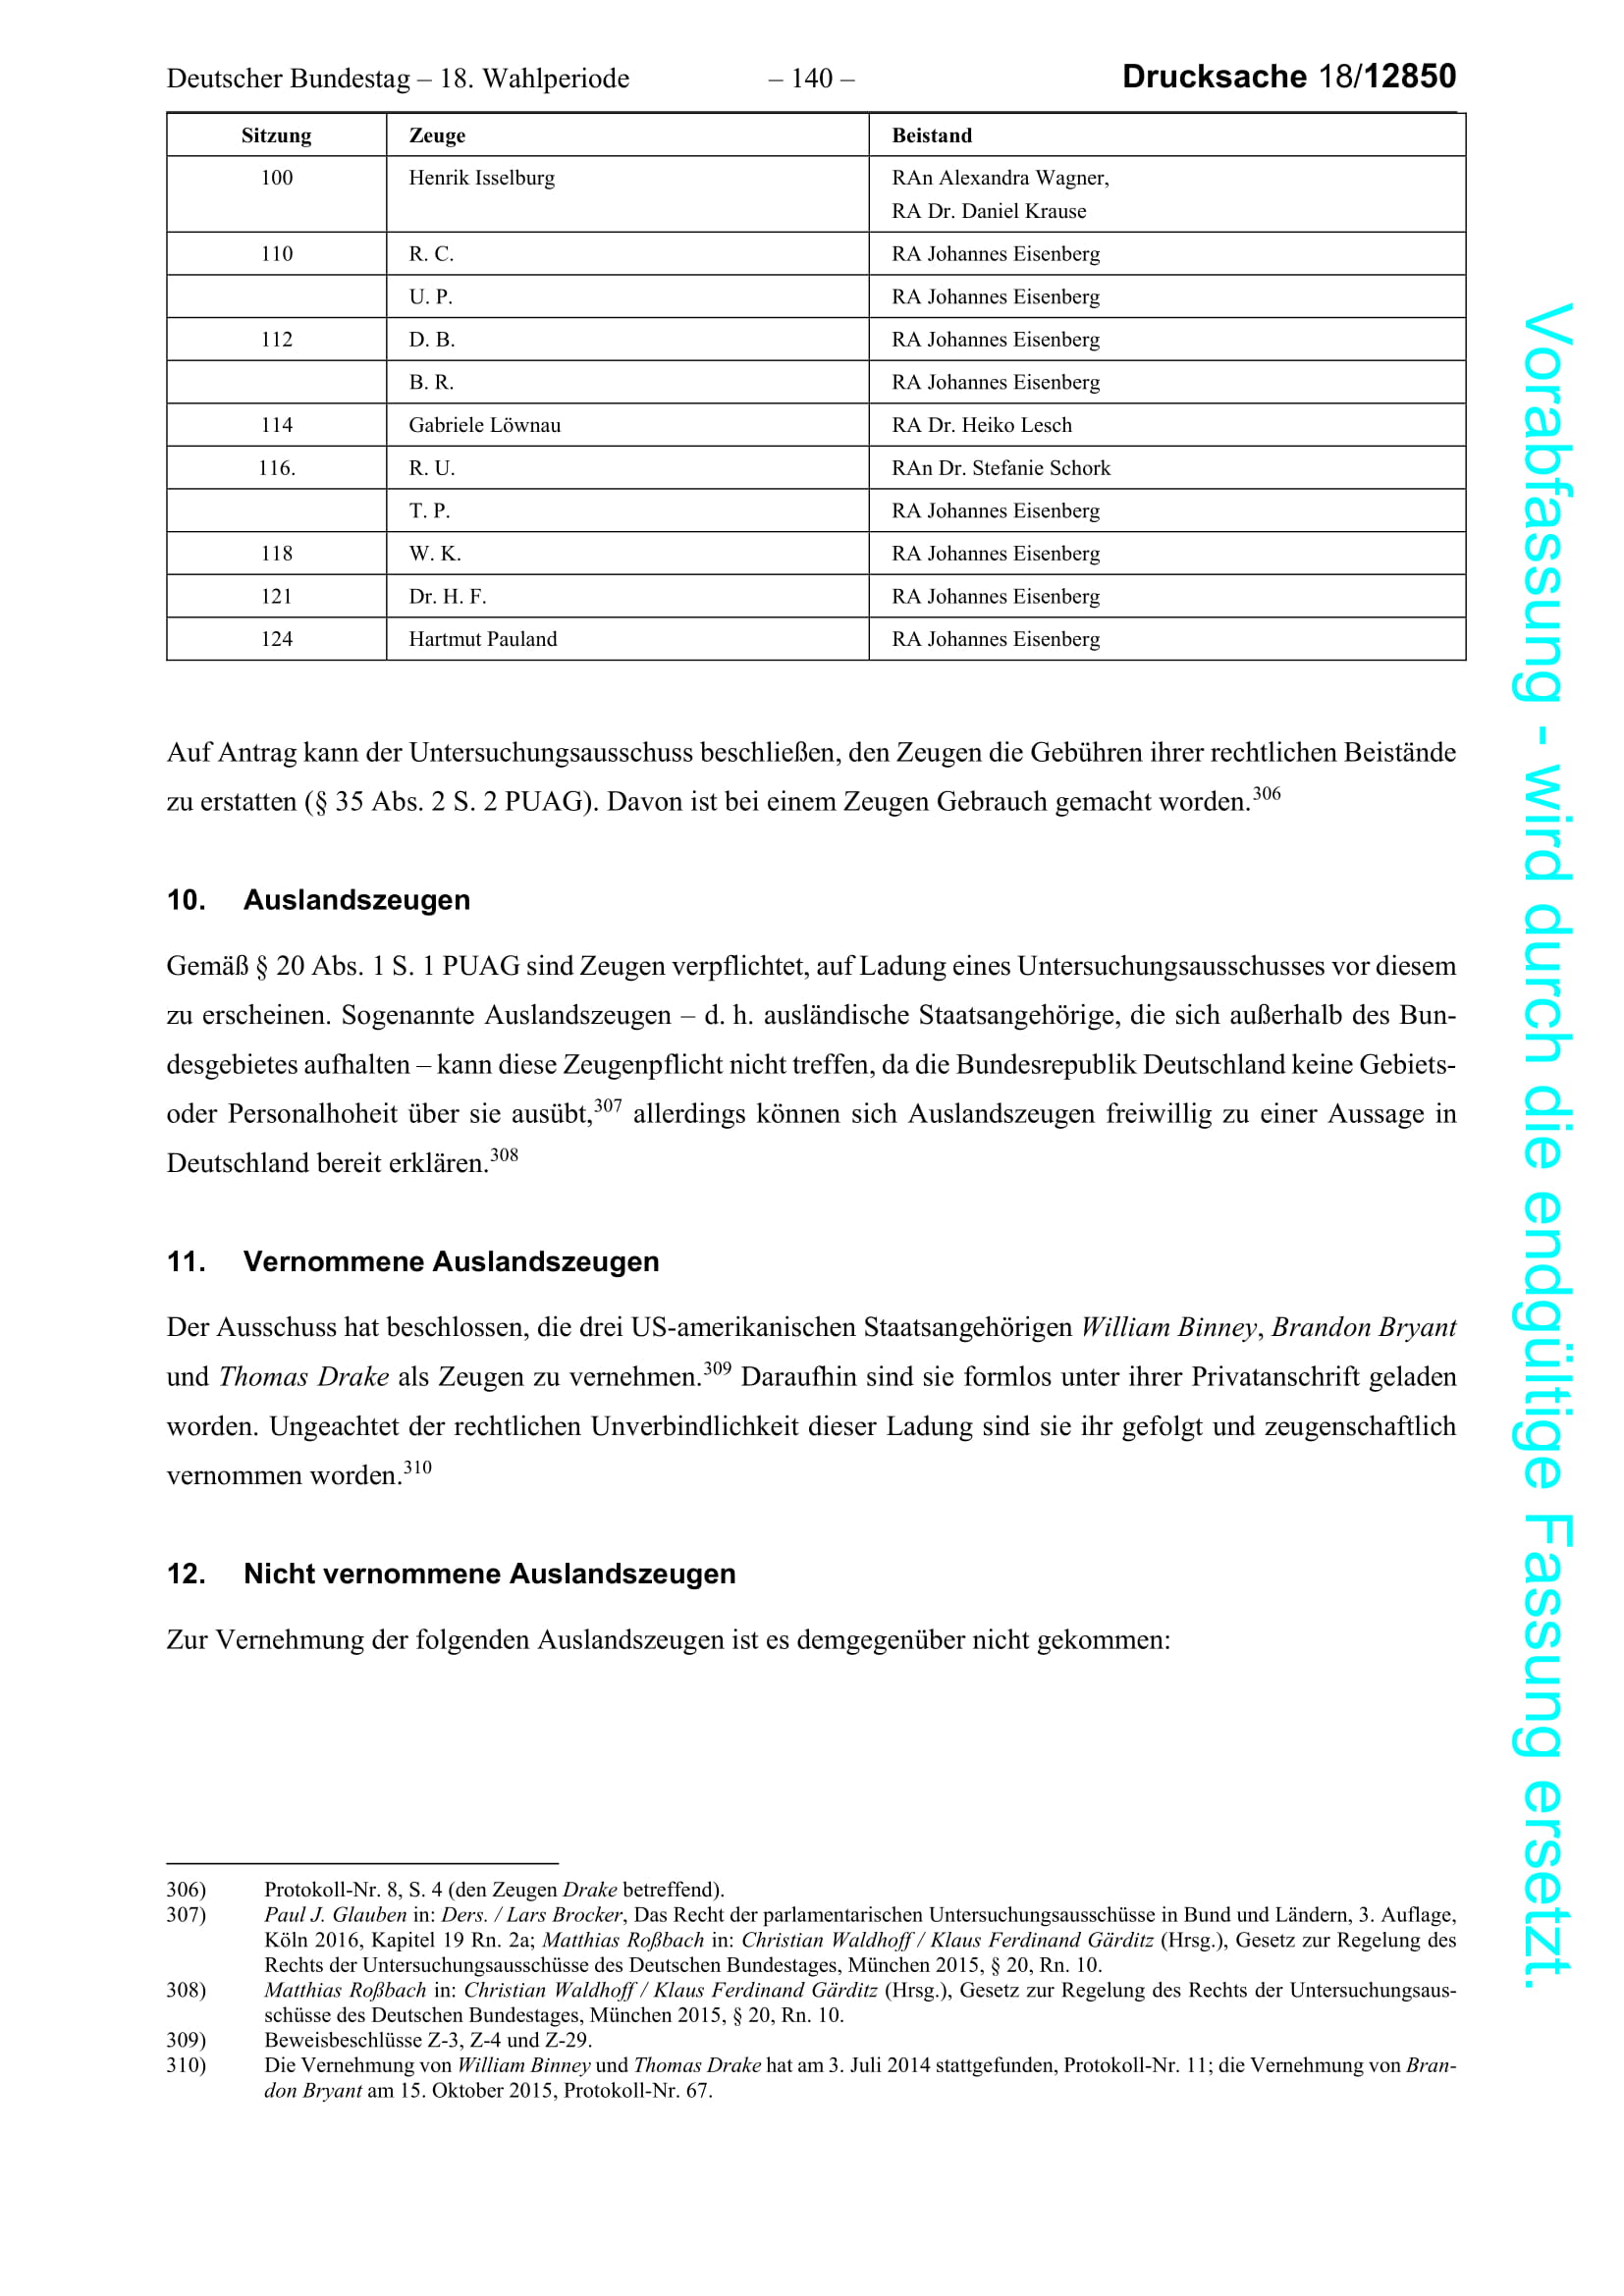 Deutscher Bundestag – 18. Wahlperiode – 140 – Drucksache 18/12850
Sitzung Zeuge Beistand
100 Henrik Isselburg RAn Alexandra Wagner,
RA Dr. Daniel Krause
110 R. C. RA Johannes Eisenberg
U. P. RA Johannes Eisenberg
112 D. B. RA Johannes Eisenberg
B. R. RA Johannes Eisenberg
114 Gabriele Löwnau RA Dr. Heiko Lesch
116. R. U. RAn Dr. Stefanie Schork
T. P. RA Johannes Eisenberg
118 W. K. RA Johannes Eisenberg
121 Dr. H. F. RA Johannes Eisenberg
124 Hartmut Pauland RA Johannes Eisenberg
Auf Antrag kann der Untersuchungsausschuss beschließen, den Zeugen die Gebühren ihrer rechtlichen Beistände
zu erstatten (§ 35 Abs. 2 S. 2 PUAG). Davon ist bei einem Zeugen Gebrauch gemacht worden.306
10. Auslandszeugen
Gemäß § 20 Abs. 1 S. 1 PUAG sind Zeugen verpflichtet, auf Ladung eines Untersuchungsausschusses vor diesem
zu erscheinen. Sogenannte Auslandszeugen – d. h. ausländische Staatsangehörige, die sich außerhalb des Bun-
desgebietes aufhalten – kann diese Zeugenpflicht nicht treffen, da die Bundesrepublik Deutschland keine Gebiets-
oder Personalhoheit über sie ausübt,307 allerdings können sich Auslandszeugen freiwillig zu einer Aussage in
Deutschland bereit erklären.308
11. Vernommene Auslandszeugen
Der Ausschuss hat beschlossen, die drei US-amerikanischen Staatsangehörigen William Binney, Brandon Bryant
und Thomas Drake als Zeugen zu vernehmen.309 Daraufhin sind sie formlos unter ihrer Privatanschrift geladen
worden. Ungeachtet der rechtlichen Unverbindlichkeit dieser Ladung sind sie ihr gefolgt und zeugenschaftlich
vernommen worden.310
12. Nicht vernommene Auslandszeugen
Zur Vernehmung der folgenden Auslandszeugen ist es demgegenüber nicht gekommen:
306) Protokoll-Nr. 8, S. 4 (den Zeugen Drake betreffend).
307) Paul J. Glauben in: Ders. / Lars Brocker, Das Recht der parlamentarischen Untersuchungsausschüsse in Bund und Ländern, 3. Auflage,
Köln 2016, Kapitel 19 Rn. 2a; Matthias Roßbach in: Christian Waldhoff / Klaus Ferdinand Gärditz (Hrsg.), Gesetz zur Regelung des
Rechts der Untersuchungsausschüsse des Deutschen Bundestages, München 2015, § 20, Rn. 10.
308) Matthias Roßbach in: Christian Waldhoff / Klaus Ferdinand Gärditz (Hrsg.), Gesetz zur Regelung des Rechts der Untersuchungsaus-
schüsse des Deutschen Bundestages, München 2015, § 20, Rn. 10.
309) Beweisbeschlüsse Z-3, Z-4 und Z-29.
310) Die Vernehmung von William Binney und Thomas Drake hat am 3. Juli 2014 stattgefunden, Protokoll-Nr. 11; die Vernehmung von Bran-
don Bryant am 15. Oktober 2015, Protokoll-Nr. 67.
Vorabfassung - wird durch die endgültige Fassung ersetzt.